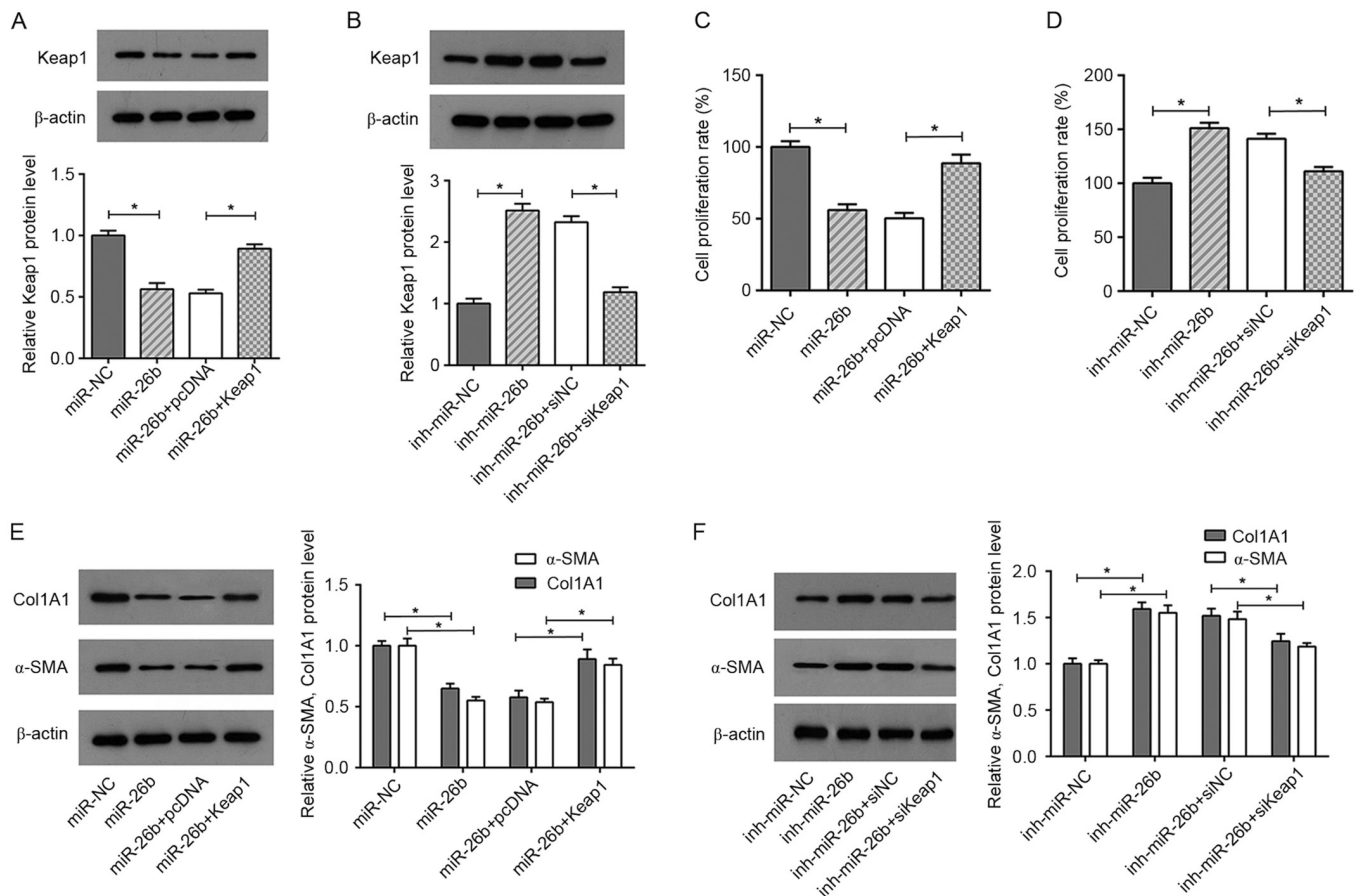 A
Keap1
β-actin
Relative Keap1 protein level
1.5
1.0
0.5
0.0
*
*
miR-NC
miR-26b
miR-26b+pcDNA
miR-26b+Keap1
B
Keap1
β-actin
Relative Keap1 protein level
3
2
1
0
*
*
inh-miR-NC
inh-miR-26b
inh-miR-26b+siNC
inh-miR-26b+siKeap1
C
Cell proliferation rate (%)
150
100
50
0
*
*
miR-NC
miR-26b
miR-26b+pcDNA
miR-26b+Keap1
D
Cell proliferation rate (%)
200
150
100
50
0
*
*
inh-miR-NC
inh-miR-26b
inh-miR-26b+siNC
inh-miR-26b+siKeap1
E
Col1A1
α-SMA
β-actin
miR-NC
miR-26b
miR-26b+pcDNA
miR-26b+Keap1
Relative α-SMA, Col1A1 protein level
α-SMA
Col1A1
1.5
1.0
0.5
0.0
*
*
*
*
miR-NC
miR-26b
miR-26b+pcDNA
miR-26b+Keap1
F
Col1A1
α-SMA
β-actin
inh-miR-NC
inh-miR-26b
inh-miR-26b+siNC
inh-miR-26b+siKeap1
Relative α-SMA, Col1A1 protein level
Col1A1
α-SMA
2.0
1.5
1.0
1.5
0.0
*
*
*
*
inh-miR-NC
inh-miR-26b
inh-miR-26b+siNC
inh-miR-26b+siKeap1